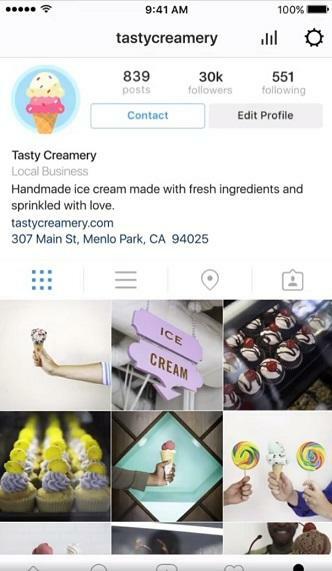 9:41 AM
100%
tastycreamery
839
30k
551
posts
followers
following
Contact
Edit Profile
Tasty Creamery
Local Business
Handmade ice cream made with fresh ingredients and
sprinkled with love.
tastycreamery.com
307 Main St, Menlo Park, CA 94025
ICE
CREAM